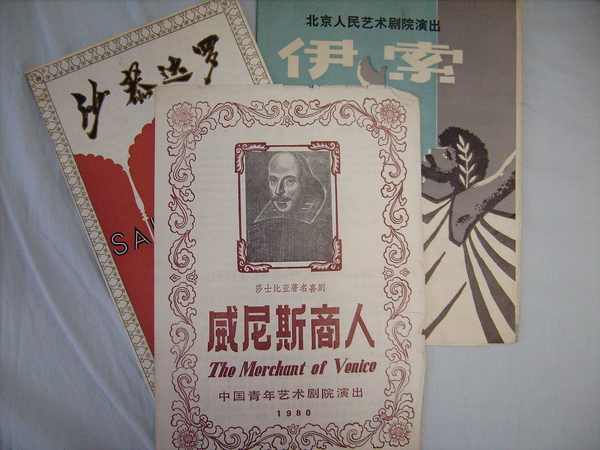 沙恭达罗
SA
北京人民艺术剧院演出
伊索
莎士比亚著名喜剧
威尼斯商人
The Merchant of Venice
中国青年艺术剧院演出
1980